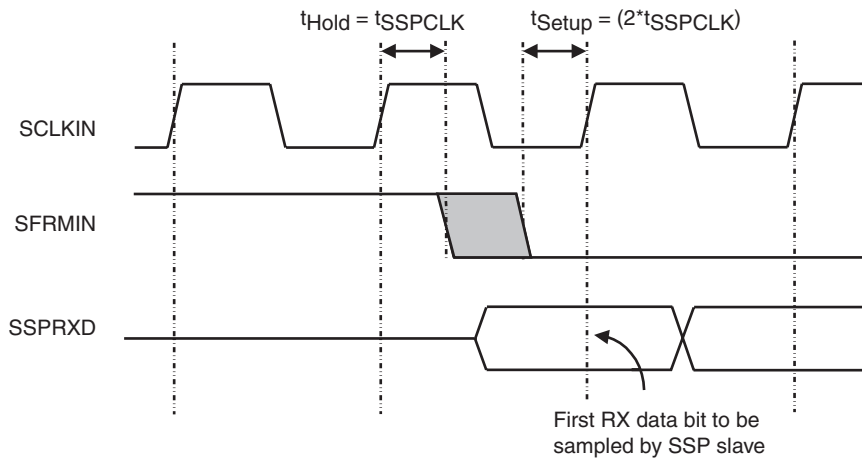 tHold = tSSPCLK
tSetup = (2*tSSPCLK)
SCLKIN
SFRMIN
SSPRXD
First RX data bit to be
sampled by SSP slave